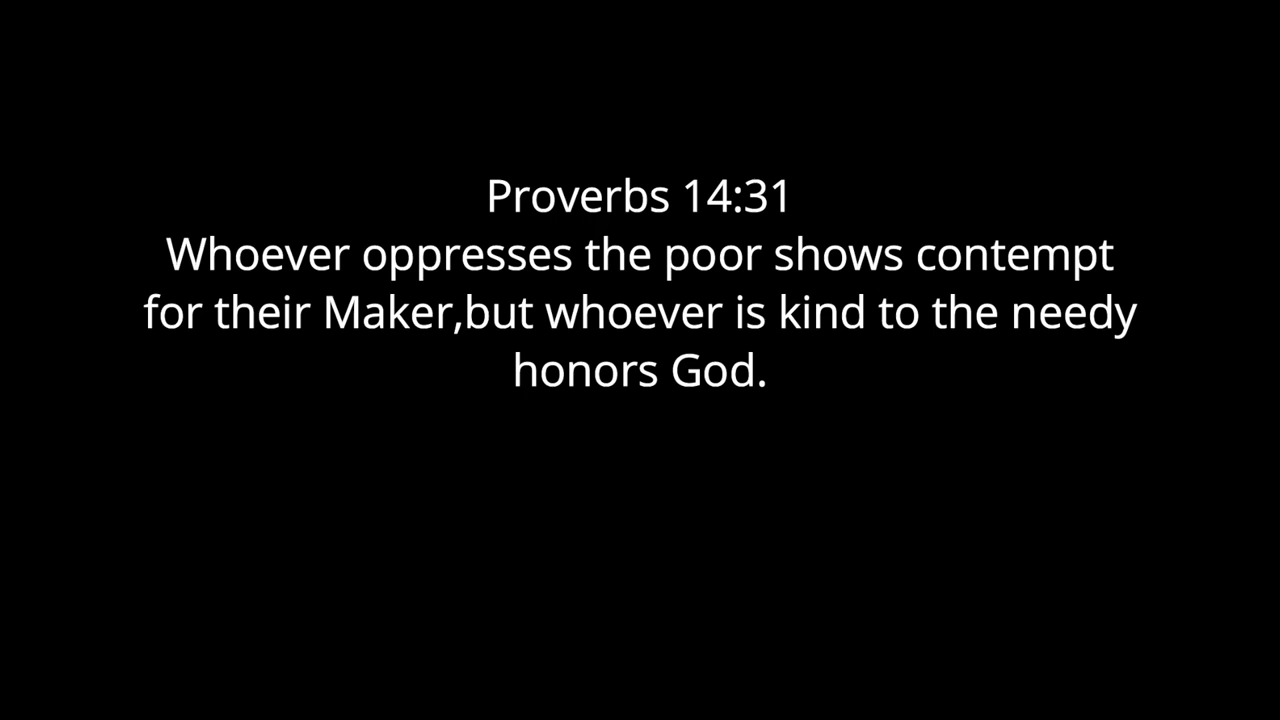 Proverbs 14:31
Whoever oppresses the poor shows contempt
for their Maker,but whoever is kind to the needy
honors God.